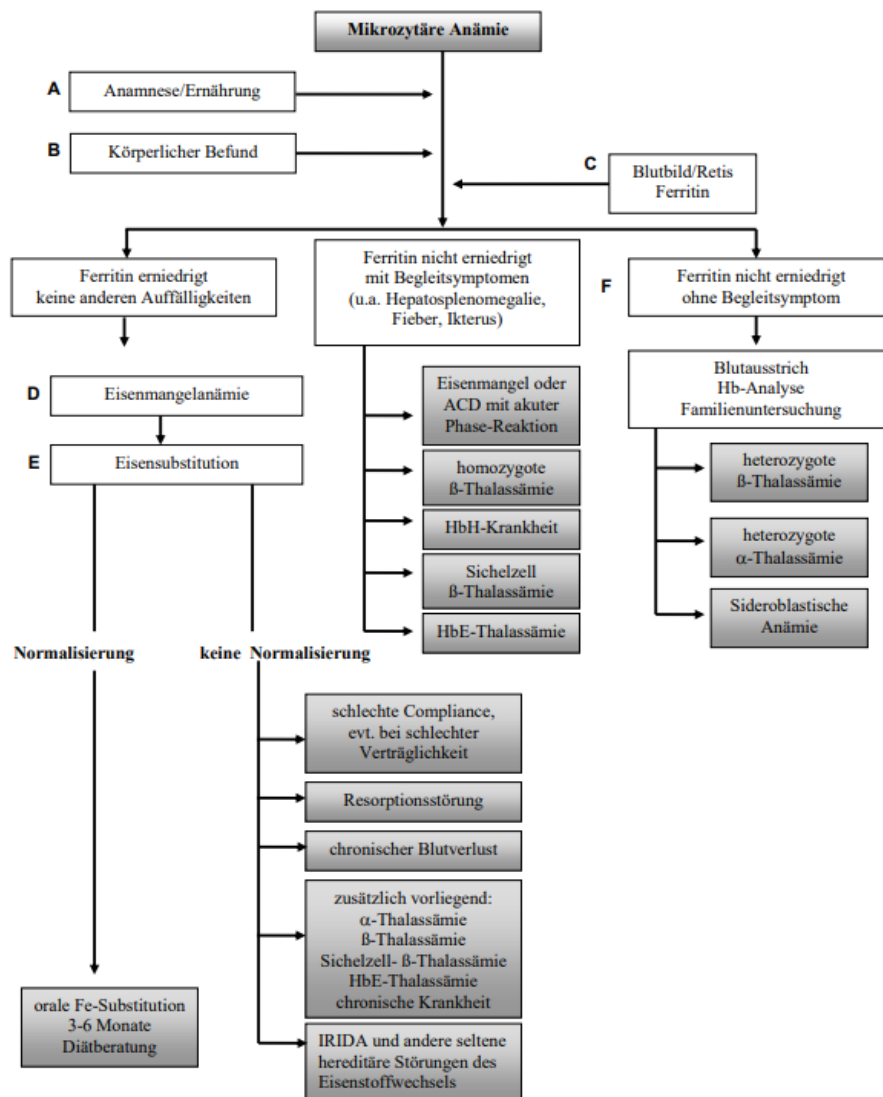 Mikrozytäre Anämie
A
Anamnese/Ernährung
B
Körperlicher Befund
C
Blutbild/Retis
Ferritin
Ferritin erniedrigt
keine anderen Auffälligkeiten
Ferritin nicht erniedrigt
mit Begleitsymptomen
(u.a. Hepatosplenomegalie,
Fieber, Ikterus)
F
Ferritin nicht erniedrigt
ohne Begleitsymptom
D
Eisenmangelanämie
E
Eisensubstitution
Eisenmangel oder
ACD mit akuter
Phase-Reaktion
homozygote
ß-Thalassämie
HbH-Krankheit
Sichelzell
ß-Thalassämie
HbE-Thalassämie
Blutausstrich
Hb-Analyse
Familienuntersuchung
heterozygote
ß-Thalassämie
heterozygote
α-Thalassämie
Sideroblastische
Anämie
Normalisierung
keine Normalisierung
schlechte Compliance,
evt. bei schlechter
Verträglichkeit
Resorptionsstörung
chronischer Blutverlust
zusätzlich vorliegend:
α-Thalassämie
ß-Thalassämie
Sichelzell- ß-Thalassämie
HbE-Thalassämie
chronische Krankheit
IRIDA und andere seltene
hereditäre Störungen des
Eisenstoffwechsels
orale Fe-Substitution
3-6 Monate
Diätberatung